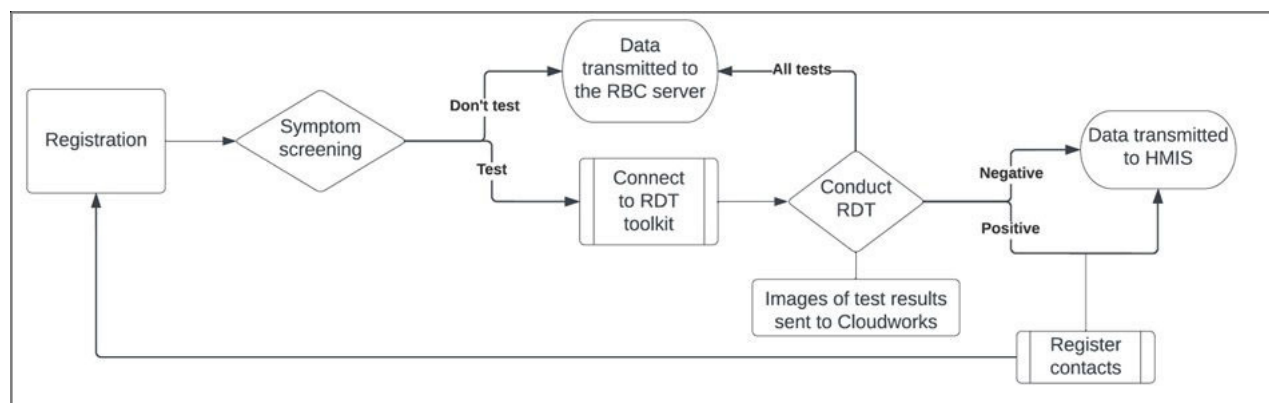 Registration
Symptom
screening
Don't test
Test
Data
transmitted to
the RBC server
Connect
to RDT
toolkit
All tests
Conduct
RDT
Images of test results
sent to Cloudworks
Negative
Positive
Data transmitted
to HMIS
Register
contacts